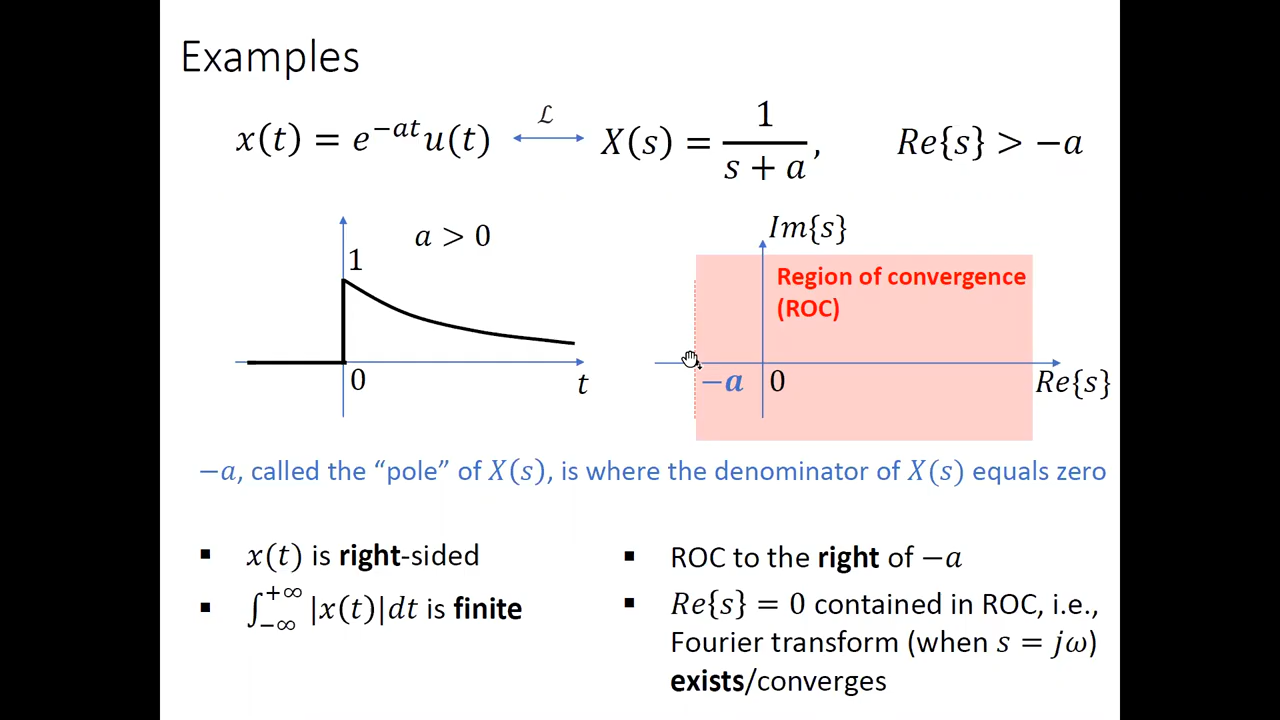 Examples
x(t) = e^{−at}u(t) ⟷ ℒ X(s) = 1/(s + a), Re{s} > −a
a > 0
1
0
t
Im{s}
Region of convergence
(ROC)
−a
0
Re{s}
−a, called the “pole” of X(s), is where the denominator of X(s) equals zero
▪ x(t) is right-sided
▪ ∫_{−∞}^{+∞} |x(t)|dt is finite
▪ ROC to the right of −a
▪ Re{s} = 0 contained in ROC, i.e.,
Fourier transform (when s = jω)
exists/converges